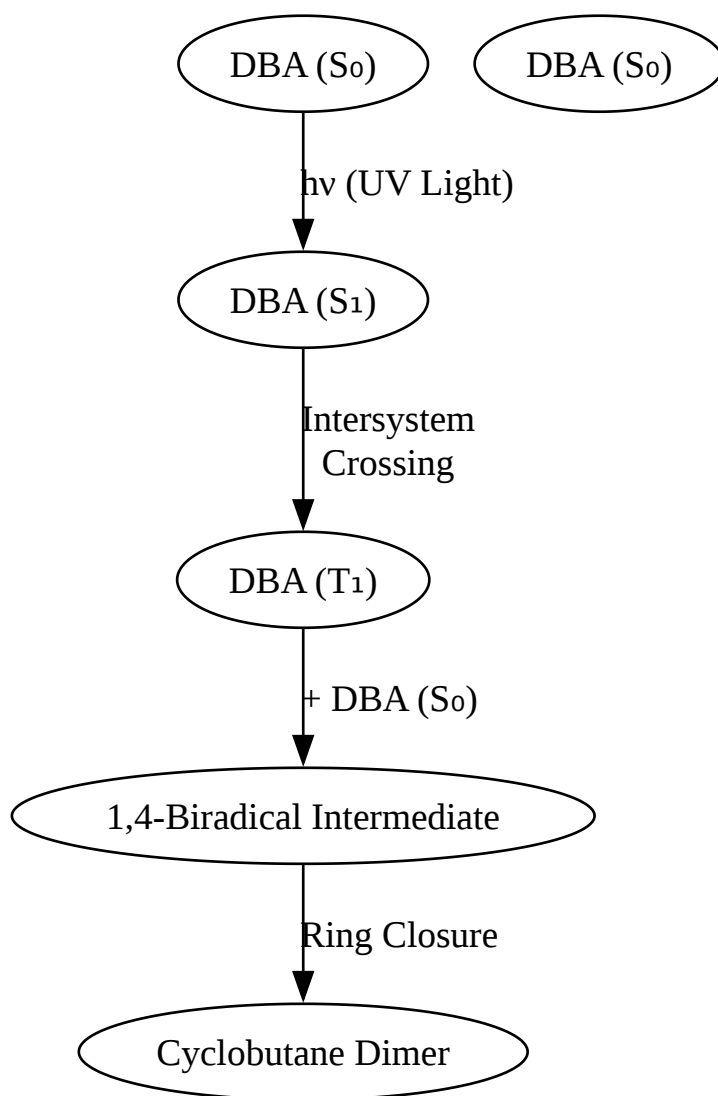 DBA (S₀)
DBA (S₀)
hν (UV Light)
DBA (S₁)
Intersystem
Crossing
DBA (T₁)
+ DBA (S₀)
1,4-Biradical Intermediate
Ring Closure
Cyclobutane Dimer